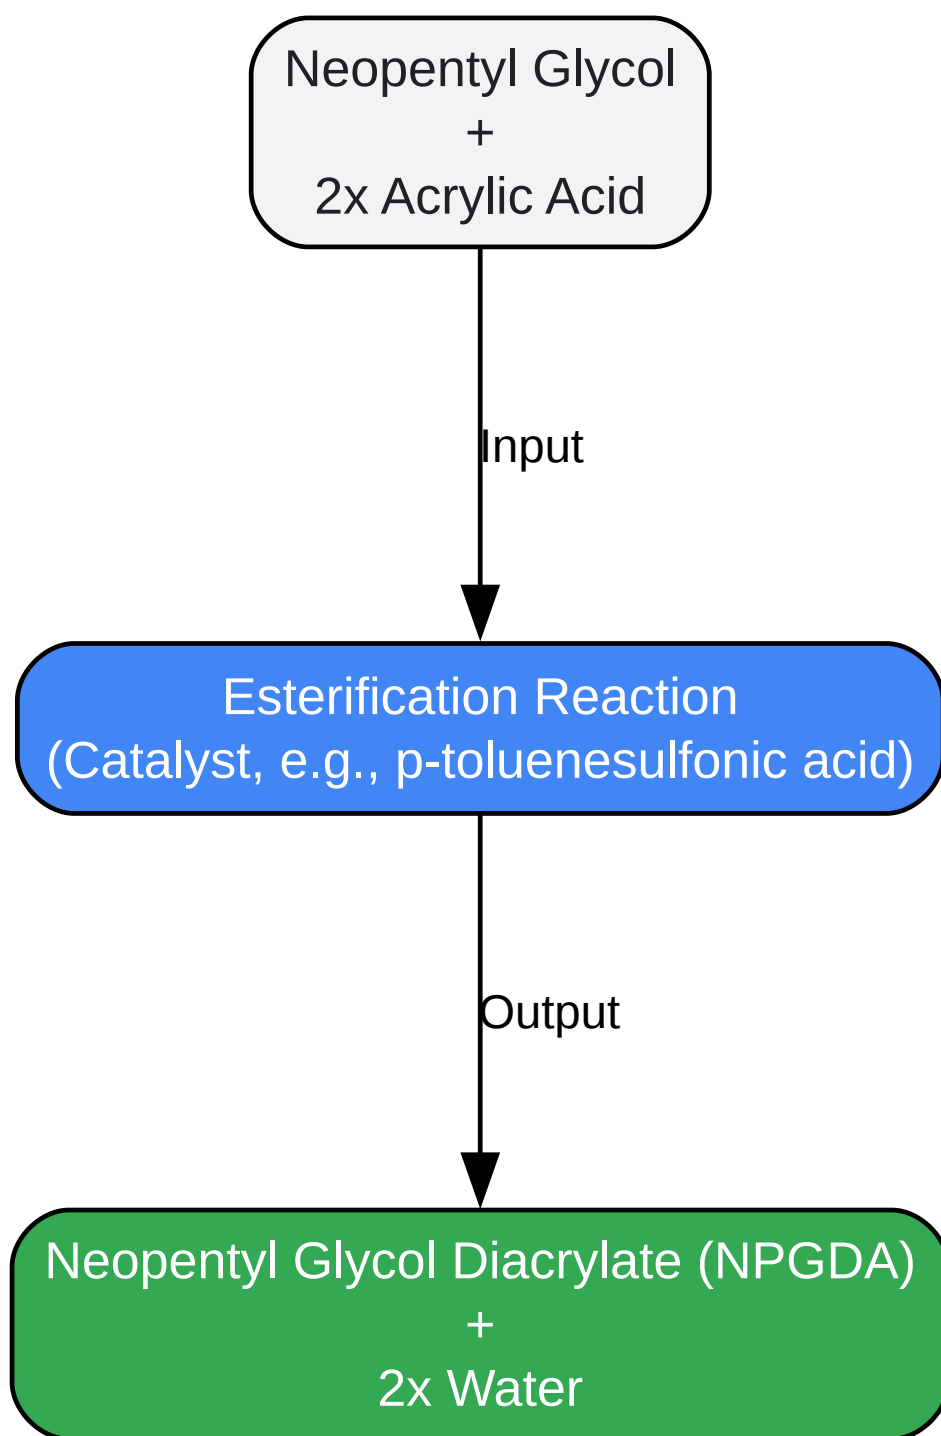 Neopentyl Glycol
+
2x Acrylic Acid
Input
Esterification Reaction
(Catalyst, e.g., p-toluenesulfonic acid)
Output
Neopentyl Glycol Diacrylate (NPGDA)
+
2x Water